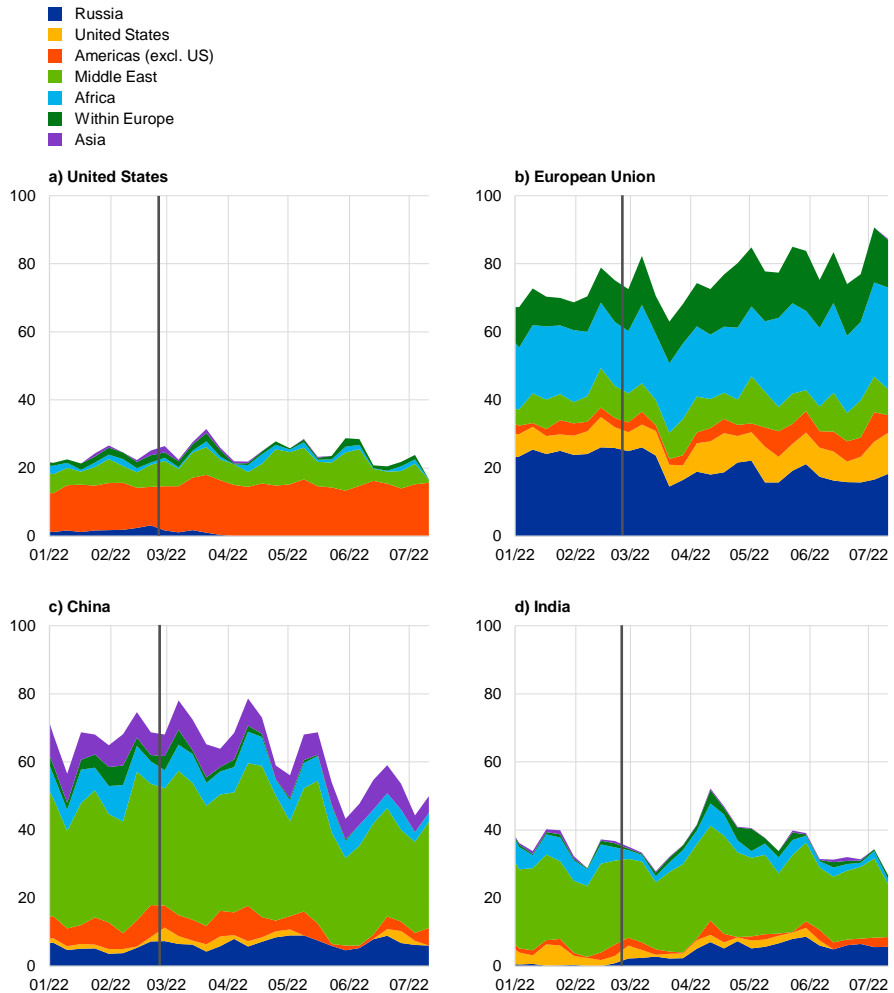 Russia
United States
Americas (excl. US)
Middle East
Africa
Within Europe
Asia
a) United States
100
80
60
40
20
0
01/22 02/22 03/22 04/22 05/22 06/22 07/22
b) European Union
100
80
60
40
20
0
01/22 02/22 03/22 04/22 05/22 06/22 07/22
c) China
100
80
60
40
20
0
01/22 02/22 03/22 04/22 05/22 06/22 07/22
d) India
100
80
60
40
20
0
01/22 02/22 03/22 04/22 05/22 06/22 07/22